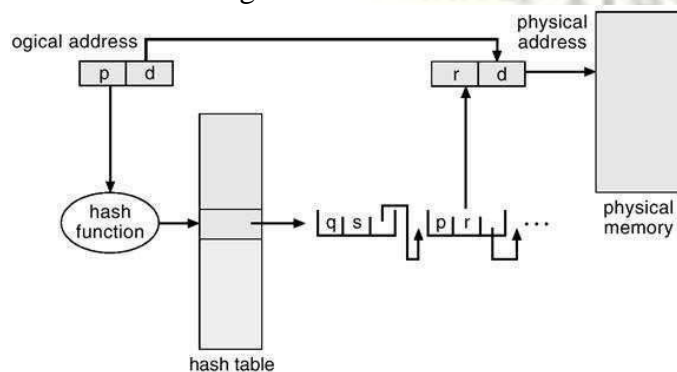 ogical address
physical
address
p d
r d
hash
function
q s
p r
...
physical
memory
hash table